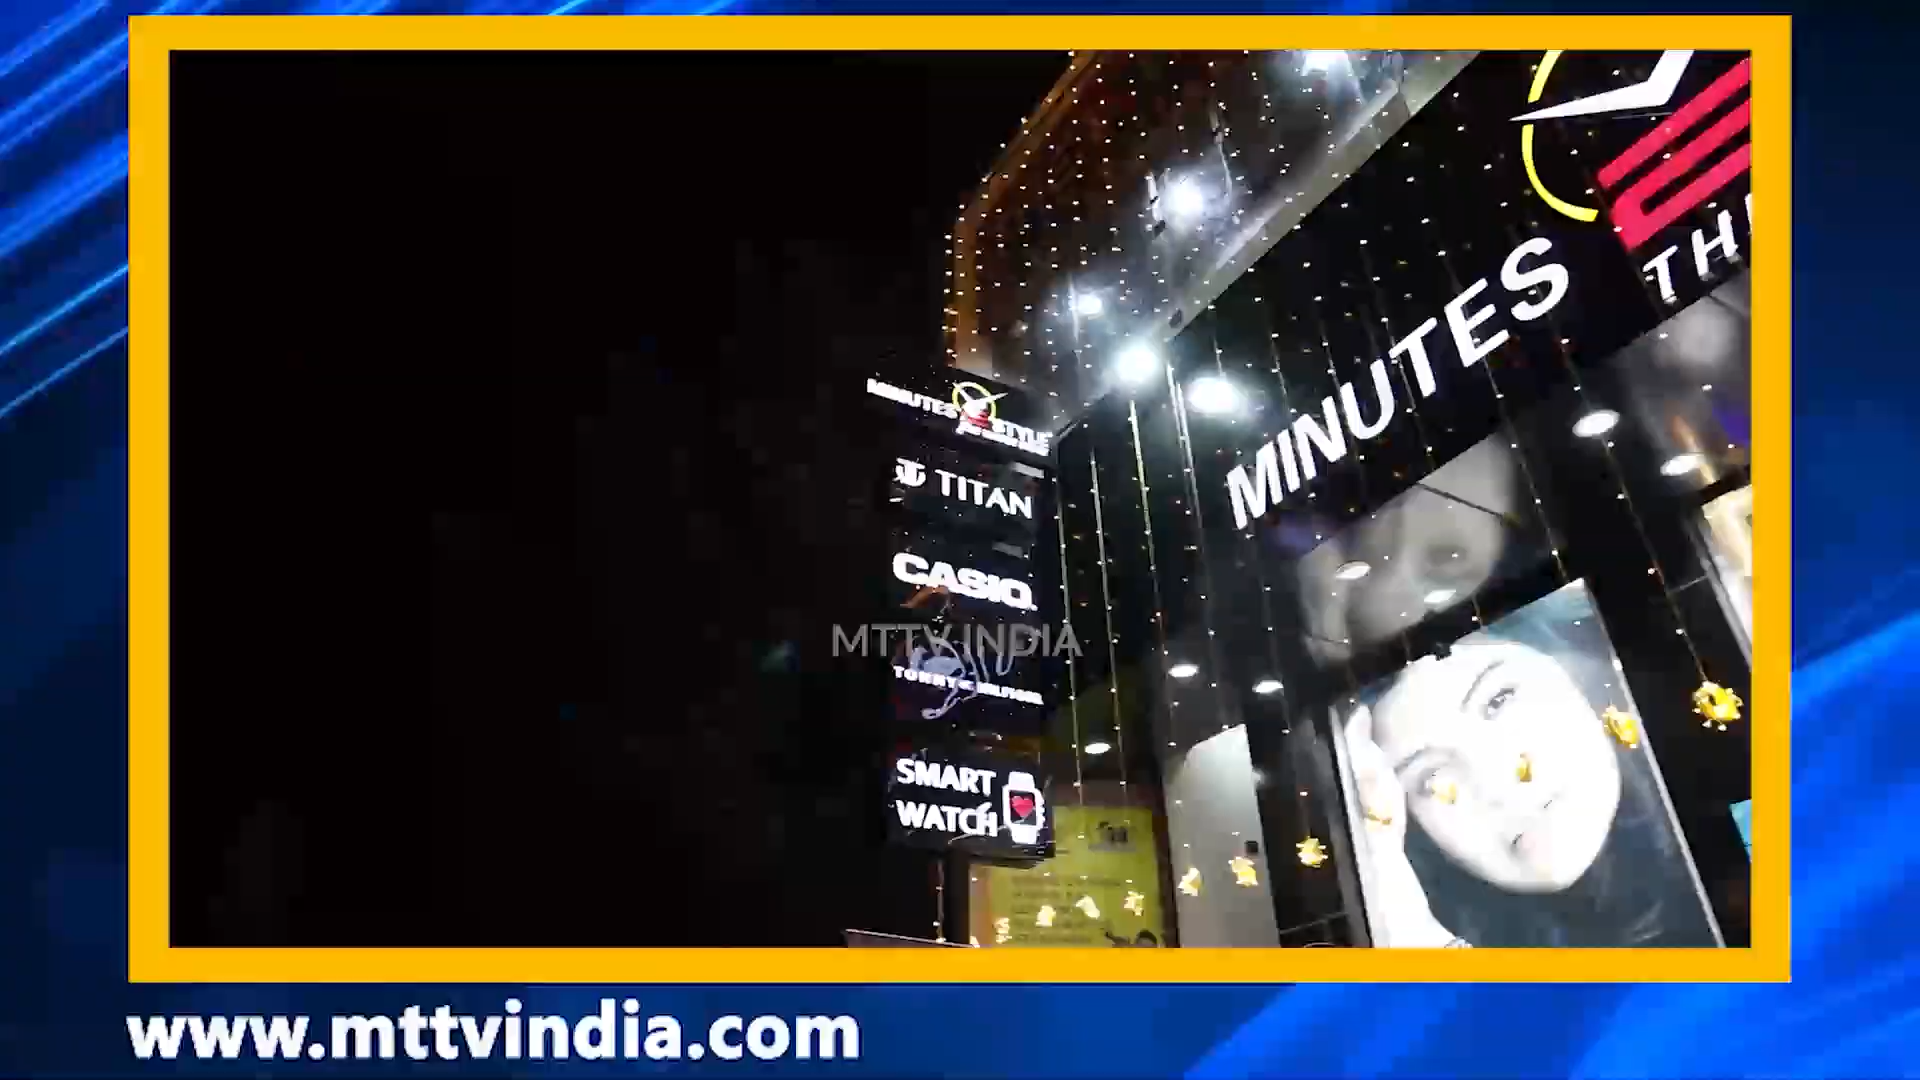 MINUTES
TH
MINUTES STYLE
TITAN
CASIO
MTTV INDIA
TOMMY HILFIGER
SMART
WATCH
www.mttvindia.com